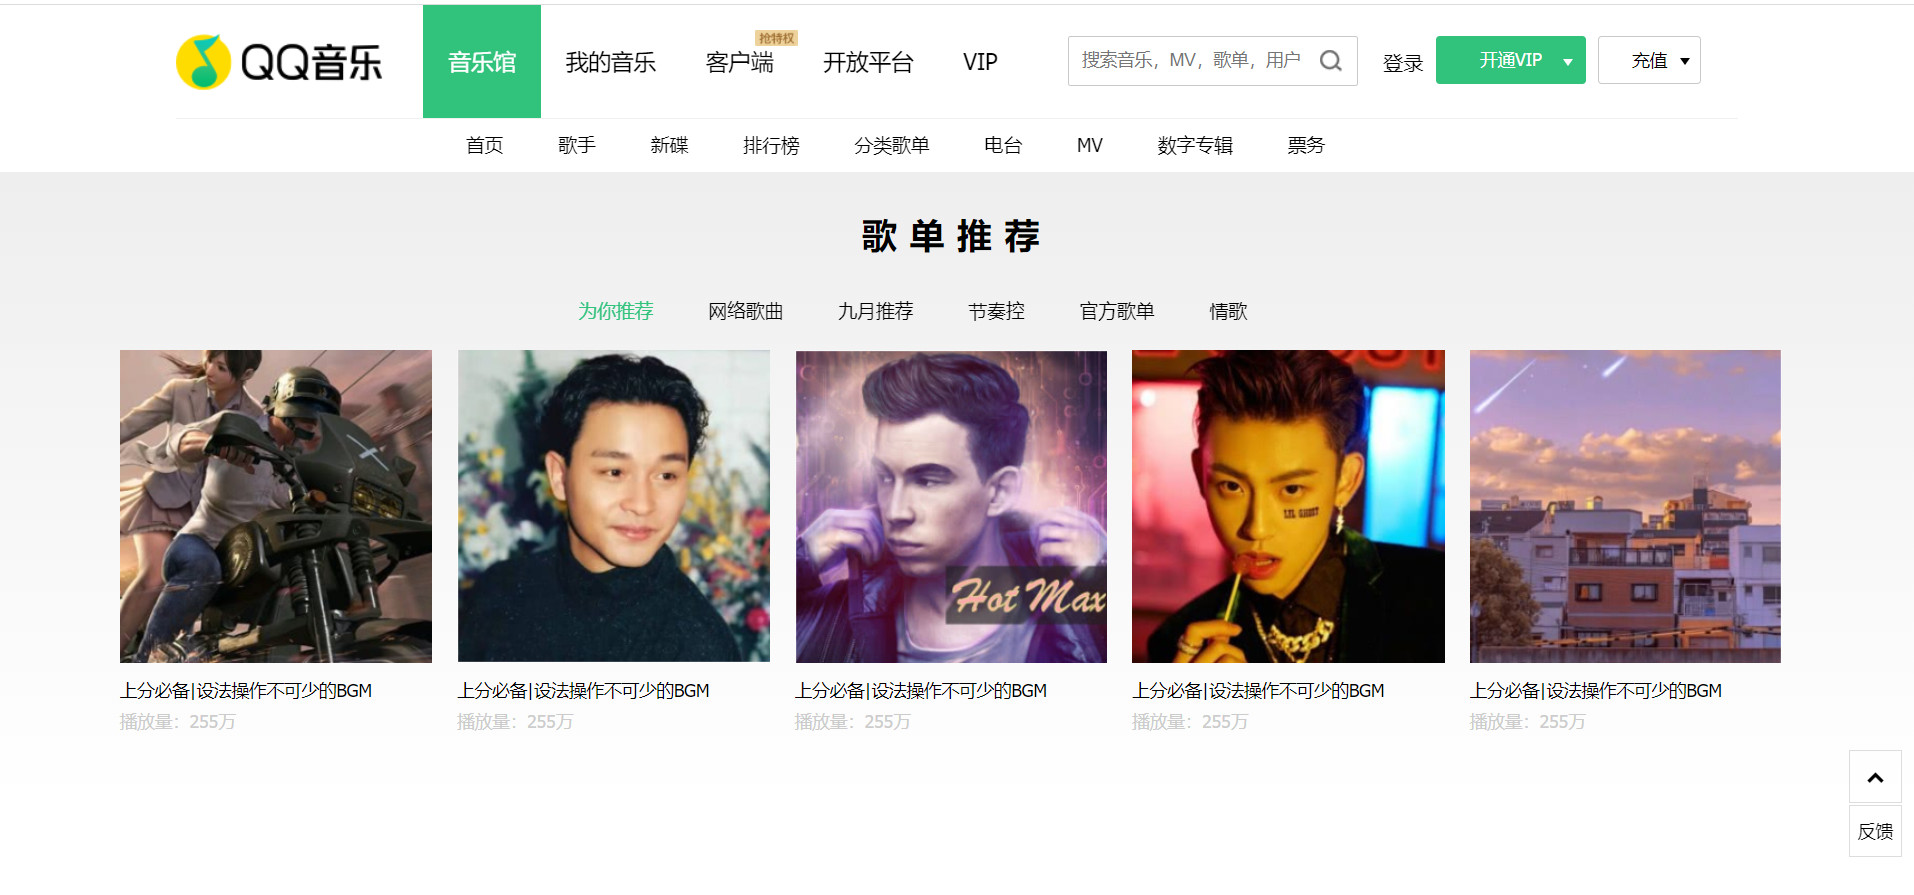 QQ音乐
音乐馆 我的音乐 客户端 抢特权 开放平台 VIP
搜索音乐，MV，歌单，用户 登录 开通VIP 充值
首页 歌手 新碟 排行榜 分类歌单 电台 MV 数字专辑 票务
歌单推荐
为你推荐 网络歌曲 九月推荐 节奏控 官方歌单 情歌
Hot Max
LIL GHOST
上分必备|设法操作不可少的BGM 上分必备|设法操作不可少的BGM 上分必备|设法操作不可少的BGM 上分必备|设法操作不可少的BGM 上分必备|设法操作不可少的BGM
播放量：255万 播放量：255万 播放量：255万 播放量：255万 播放量：255万
反馈